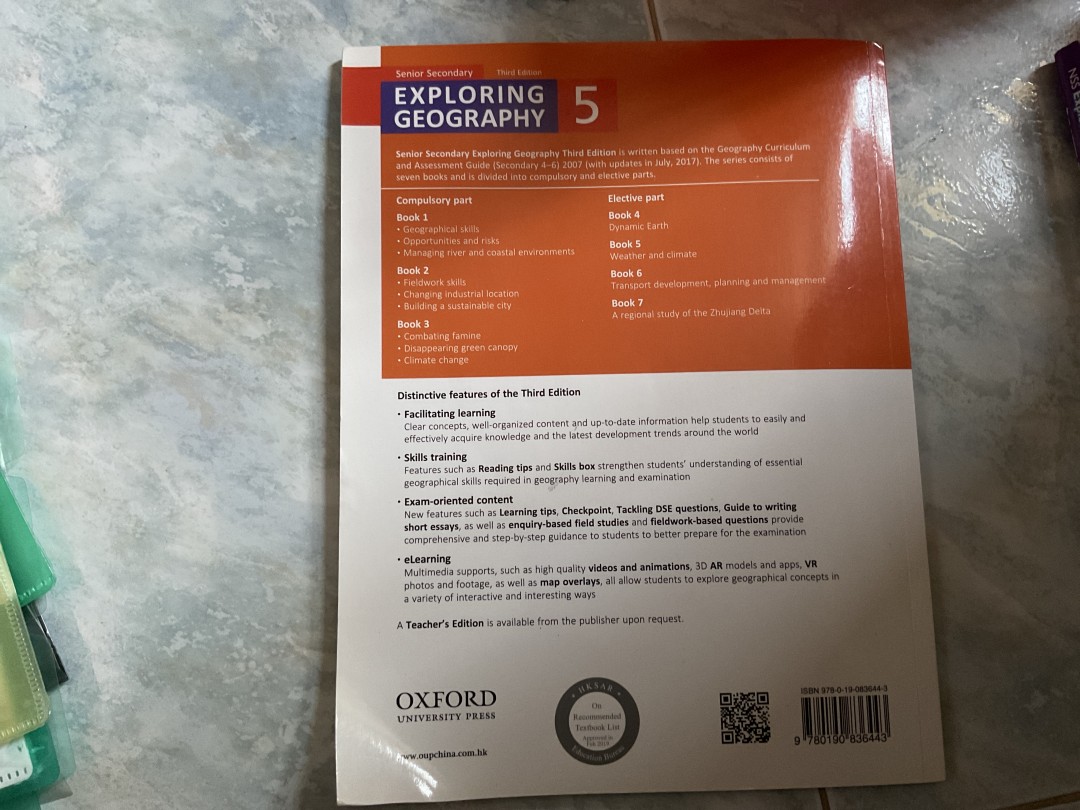 Senior Secondary Third Edition
EXPLORING
GEOGRAPHY 5
Senior Secondary Exploring Geography Third Edition is written based on the Geography Curriculum
and Assessment Guide (Secondary 4–6) 2007 (with updates in July, 2017). The series consists of
seven books and is divided into compulsory and elective parts.
Compulsory part
Book 1
• Geographical skills
• Opportunities and risks
• Managing river and coastal environments
Book 2
• Fieldwork skills
• Changing industrial location
• Building a sustainable city
Book 3
• Combating famine
• Disappearing green canopy
• Climate change
Elective part
Book 4
Dynamic Earth
Book 5
Weather and climate
Book 6
Transport development, planning and management
Book 7
A regional study of the Zhujiang Delta
Distinctive features of the Third Edition
• Facilitating learning
Clear concepts, well-organized content and up-to-date information help students to easily and
effectively acquire knowledge and the latest development trends around the world
• Skills training
Features such as Reading tips and Skills box strengthen students' understanding of essential
geographical skills required in geography learning and examination
• Exam-oriented content
New features such as Learning tips, Checkpoint, Tackling DSE questions, Guide to writing
short essays, as well as enquiry-based field studies and fieldwork-based questions provide
comprehensive and step-by-step guidance to students to better prepare for the examination
• eLearning
Multimedia supports, such as high quality videos and animations, 3D AR models and apps, VR
photos and footage, as well as map overlays, all allow students to explore geographical concepts in
a variety of interactive and interesting ways
A Teacher's Edition is available from the publisher upon request.
OXFORD
UNIVERSITY PRESS
www.oupchina.com.hk
HKSAR
On
Recommended
Textbook List
Approved in
Feb 2019
Education Bureau
ISBN 978-0-19-083644-3
9 780190 836443
NSS